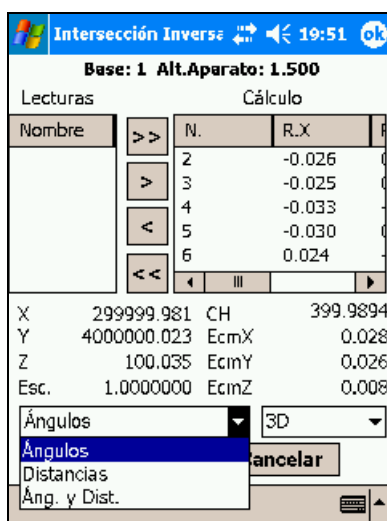 Intersección Inversa 19:51 ok
Base: 1 Alt.Aparato: 1.500
Lecturas Cálculo
Nombre >> N. R.X
2 -0.026
> 3 -0.025
4 -0.033 -
< 5 -0.030
6 0.024 -
<<
X 299999.981 CH 399.9894
Y 4000000.023 EcmX 0.028
Z 100.035 EcmY 0.026
Esc. 1.0000000 EcmZ 0.008
Ángulos 3D
Ángulos
Distancias
Áng. y Dist.